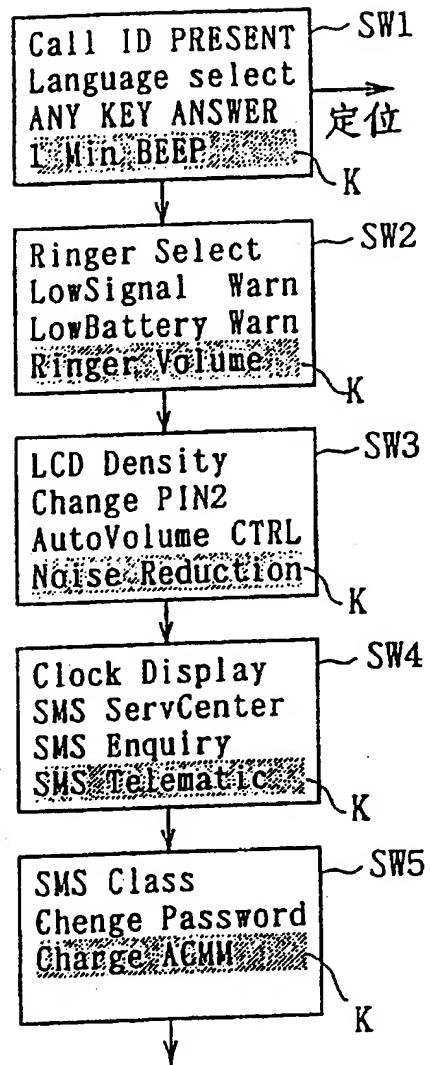 Call ID PRESENT
Language select
ANY KEY ANSWER
1 Min BEEP
SW1
定位
K
Ringer Select
LowSignal Warn
LowBattery Warn
Ringer Volume
SW2
K
LCD Density
Change PIN2
AutoVolume CTRL
Noise Reduction
SW3
K
Clock Display
SMS ServCenter
SMS Enquiry
SMS Telematic
SW4
K
SMS Class
Chenge Password
Charge ACMM
SW5
K